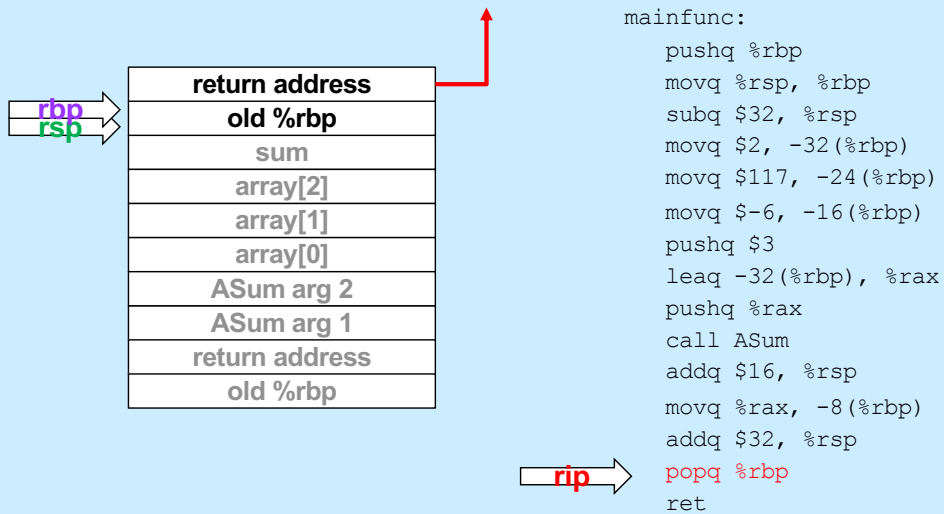 return address
rbp
rsp
old %rbp
sum
array[2]
array[1]
array[0]
ASum arg 2
ASum arg 1
return address
old %rbp
mainfunc:
pushq %rbp
movq %rsp, %rbp
subq $32, %rsp
movq $2, -32(%rbp)
movq $117, -24(%rbp)
movq $-6, -16(%rbp)
pushq $3
leaq -32(%rbp), %rax
pushq %rax
call ASum
addq $16, %rsp
movq %rax, -8(%rbp)
addq $32, %rsp
rip
popq %rbp
ret